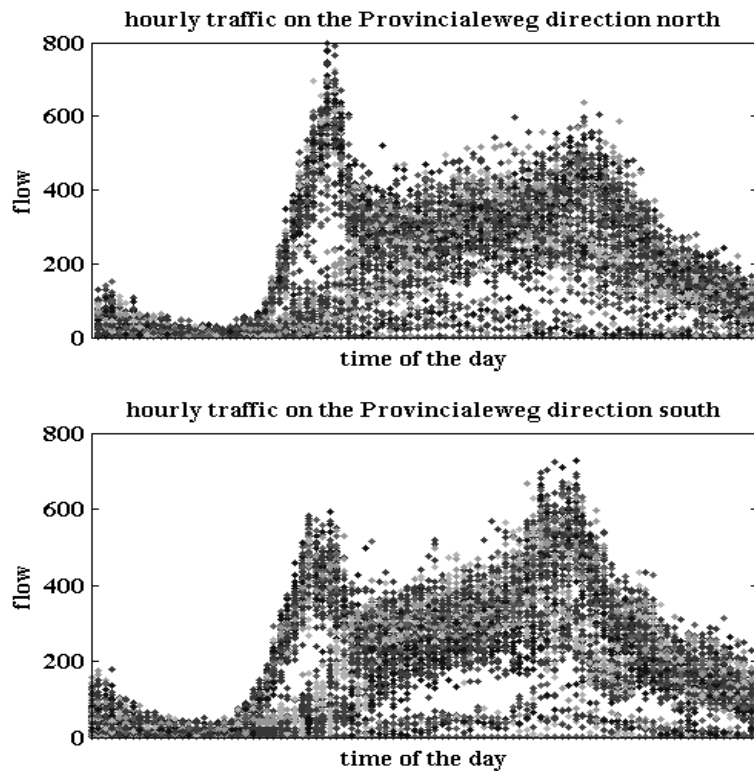 hourly traffic on the Provincialeweg direction north
800
600
400
200
0
flow
time of the day
hourly traffic on the Provincialeweg direction south
800
600
400
200
0
flow
time of the day